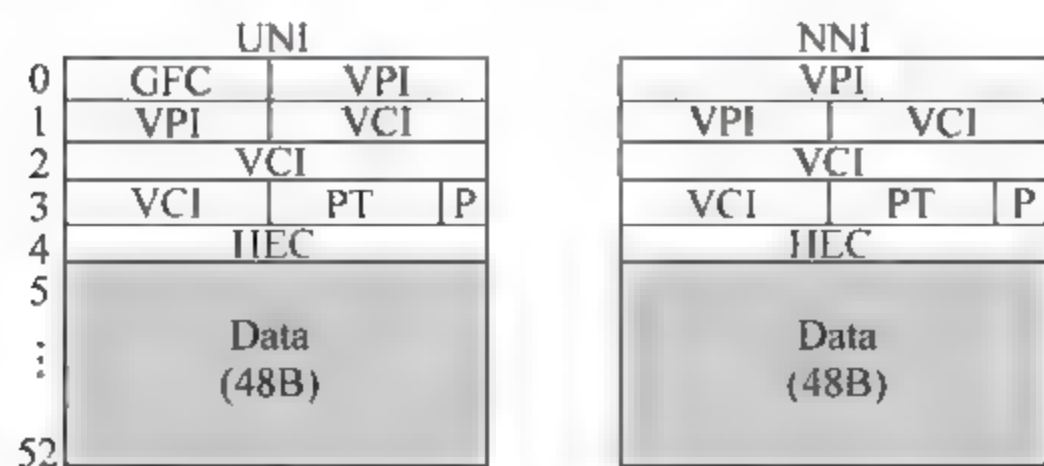 UNI NNI
0 GFC VPI VPI
1 VPI VCI VPI VCI
2 VCI VCI
3 VCI PT P VCI PT P
4 HEC HEC
5
Data Data
⋮
(48B) (48B)
52